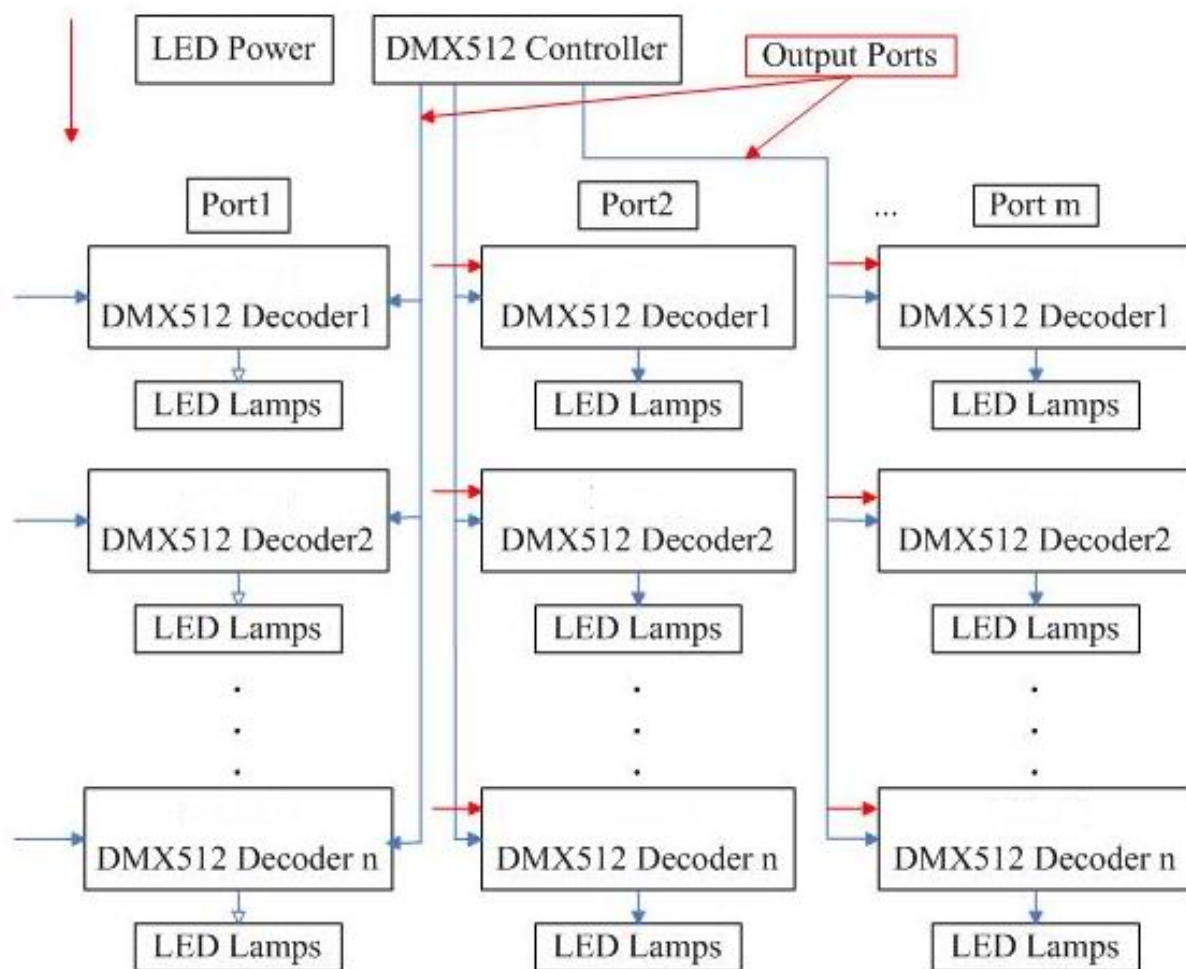 LED Power
DMX512 Controller
Output Ports
Port1
Port2
...
Port m
DMX512 Decoder1
DMX512 Decoder1
DMX512 Decoder1
LED Lamps
LED Lamps
LED Lamps
DMX512 Decoder2
DMX512 Decoder2
DMX512 Decoder2
LED Lamps
LED Lamps
LED Lamps
DMX512 Decoder n
DMX512 Decoder n
DMX512 Decoder n
LED Lamps
LED Lamps
LED Lamps